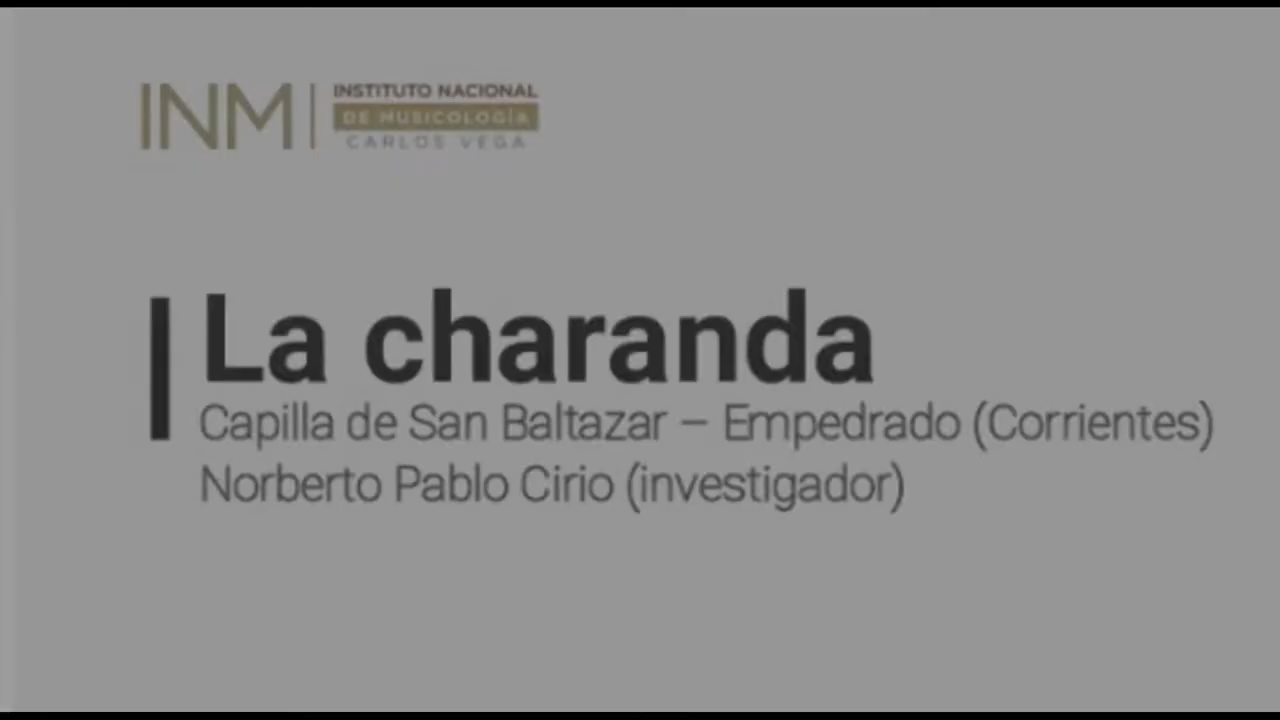 INM
INSTITUTO NACIONAL
DE MUSICOLOGÍA
CARLOS VEGA
La charanda
Capilla de San Baltazar – Empedrado (Corrientes)
Norberto Pablo Cirio (investigador)